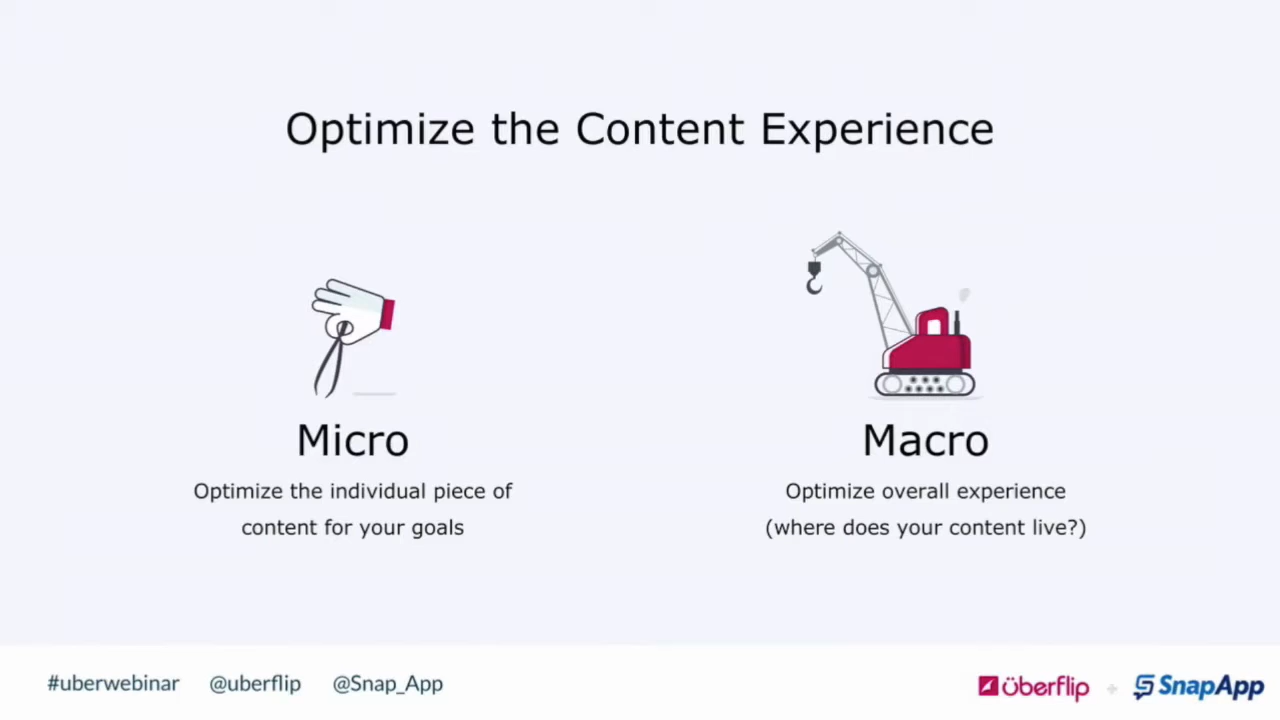 Optimize the Content Experience
Micro
Optimize the individual piece of
content for your goals
Macro
Optimize overall experience
(where does your content live?)
#uberwebinar @uberflip @Snap_App
überflip + SnapApp